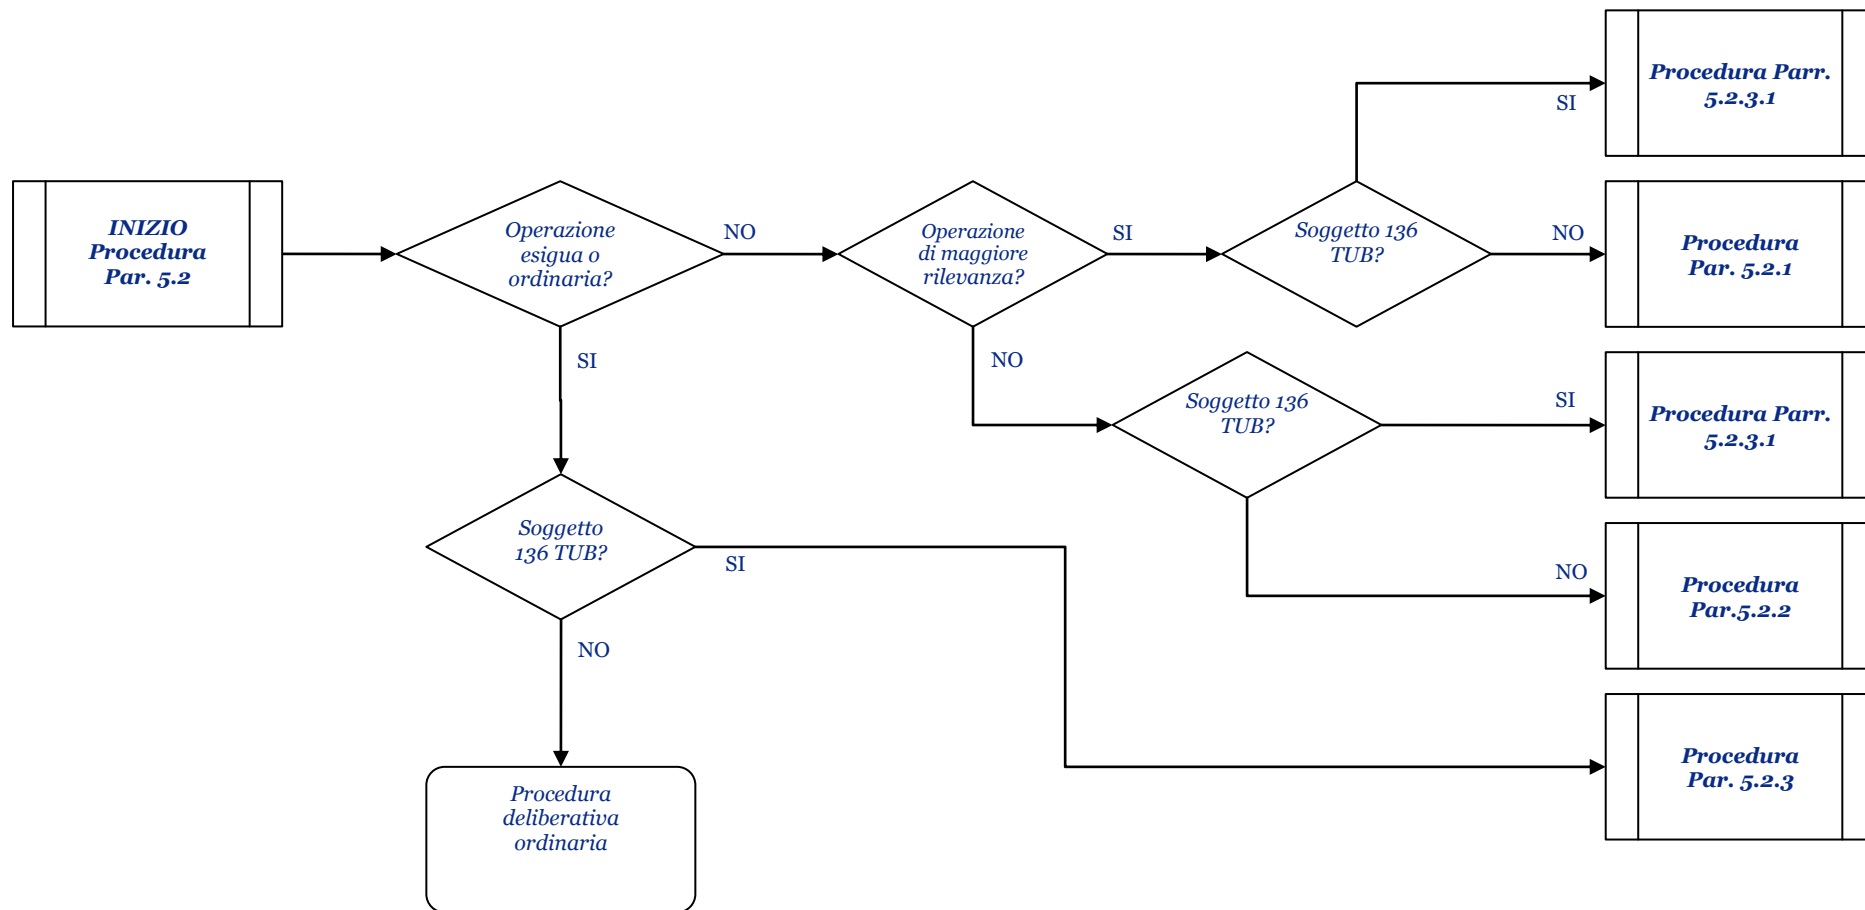 Procedura Parr.
5.2.3.1
SI
INIZIO
Procedura
Par. 5.2
Operazione
esigua o
ordinaria?
NO
Operazione
di maggiore
rilevanza?
SI
Soggetto 136
TUB?
NO
Procedura
Par. 5.2.1
SI
NO
Soggetto 136
TUB?
SI
Procedura Parr.
5.2.3.1
Soggetto
136 TUB?
SI
NO
Procedura
Par.5.2.2
NO
Procedura
Par. 5.2.3
Procedura
deliberativa
ordinaria